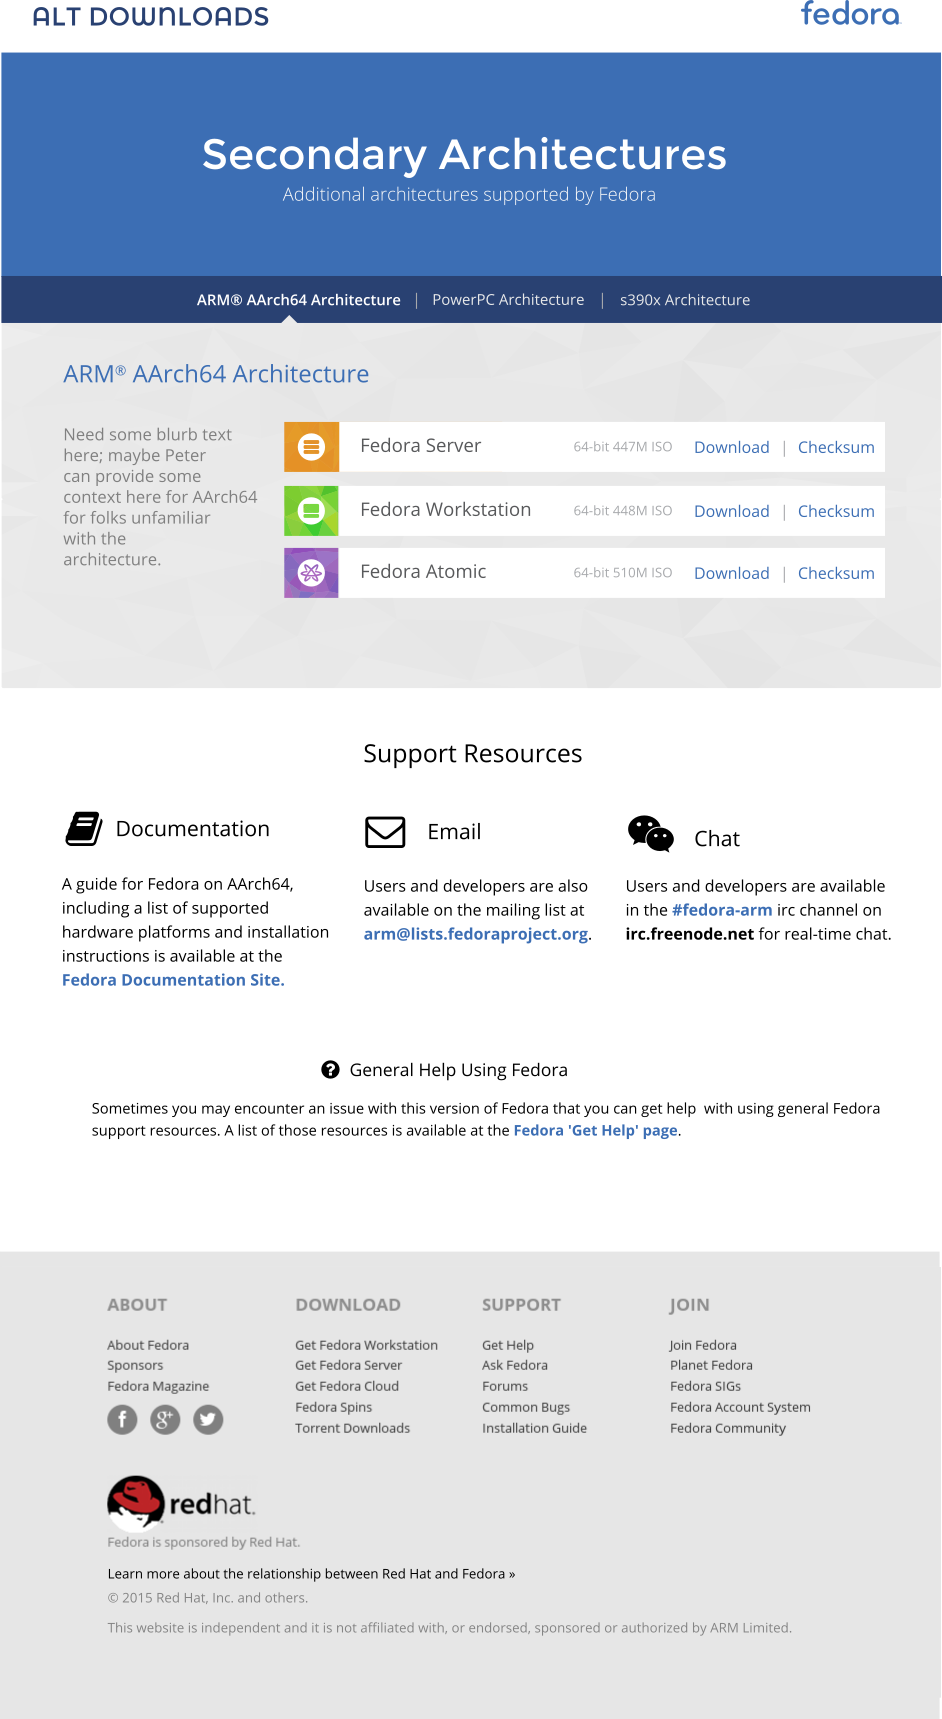 ALT DOWNLOADS
fedora
Secondary Architectures
Additional architectures supported by Fedora
ARM® AArch64 Architecture | PowerPC Architecture | s390x Architecture
ARM® AArch64 Architecture
Need some blurb text
here; maybe Peter
can provide some
context here for AArch64
for folks unfamiliar
with the
architecture.
Fedora Server 64-bit 447M ISO Download | Checksum
Fedora Workstation 64-bit 448M ISO Download | Checksum
Fedora Atomic 64-bit 510M ISO Download | Checksum
Support Resources
Documentation
A guide for Fedora on AArch64,
including a list of supported
hardware platforms and installation
instructions is available at the
Fedora Documentation Site.
Email
Users and developers are also
available on the mailing list at
arm@lists.fedoraproject.org.
Chat
Users and developers are available
in the #fedora-arm irc channel on
irc.freenode.net for real-time chat.
? General Help Using Fedora
Sometimes you may encounter an issue with this version of Fedora that you can get help  with using general Fedora
support resources. A list of those resources is available at the Fedora 'Get Help' page.
ABOUT
About Fedora
Sponsors
Fedora Magazine
f g+
DOWNLOAD
Get Fedora Workstation
Get Fedora Server
Get Fedora Cloud
Fedora Spins
Torrent Downloads
SUPPORT
Get Help
Ask Fedora
Forums
Common Bugs
Installation Guide
JOIN
Join Fedora
Planet Fedora
Fedora SIGs
Fedora Account System
Fedora Community
redhat.
Fedora is sponsored by Red Hat.
Learn more about the relationship between Red Hat and Fedora »
© 2015 Red Hat, Inc. and others.
This website is independent and it is not affiliated with, or endorsed, sponsored or authorized by ARM Limited.